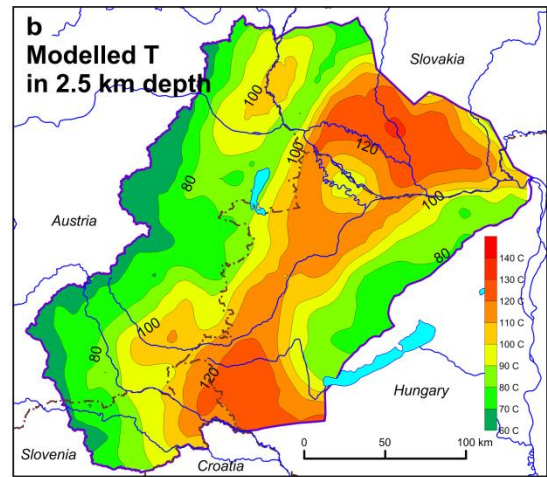 b
Modelled T
in 2.5 km depth
Slovakia
100
120
100
80
100
80
Austria
140 C
130 C
120 C
110 C
100 C
90 C
80 C
70 C
60 C
100
80
120
Hungary
Slovenia
Croatia
0 50 100 km